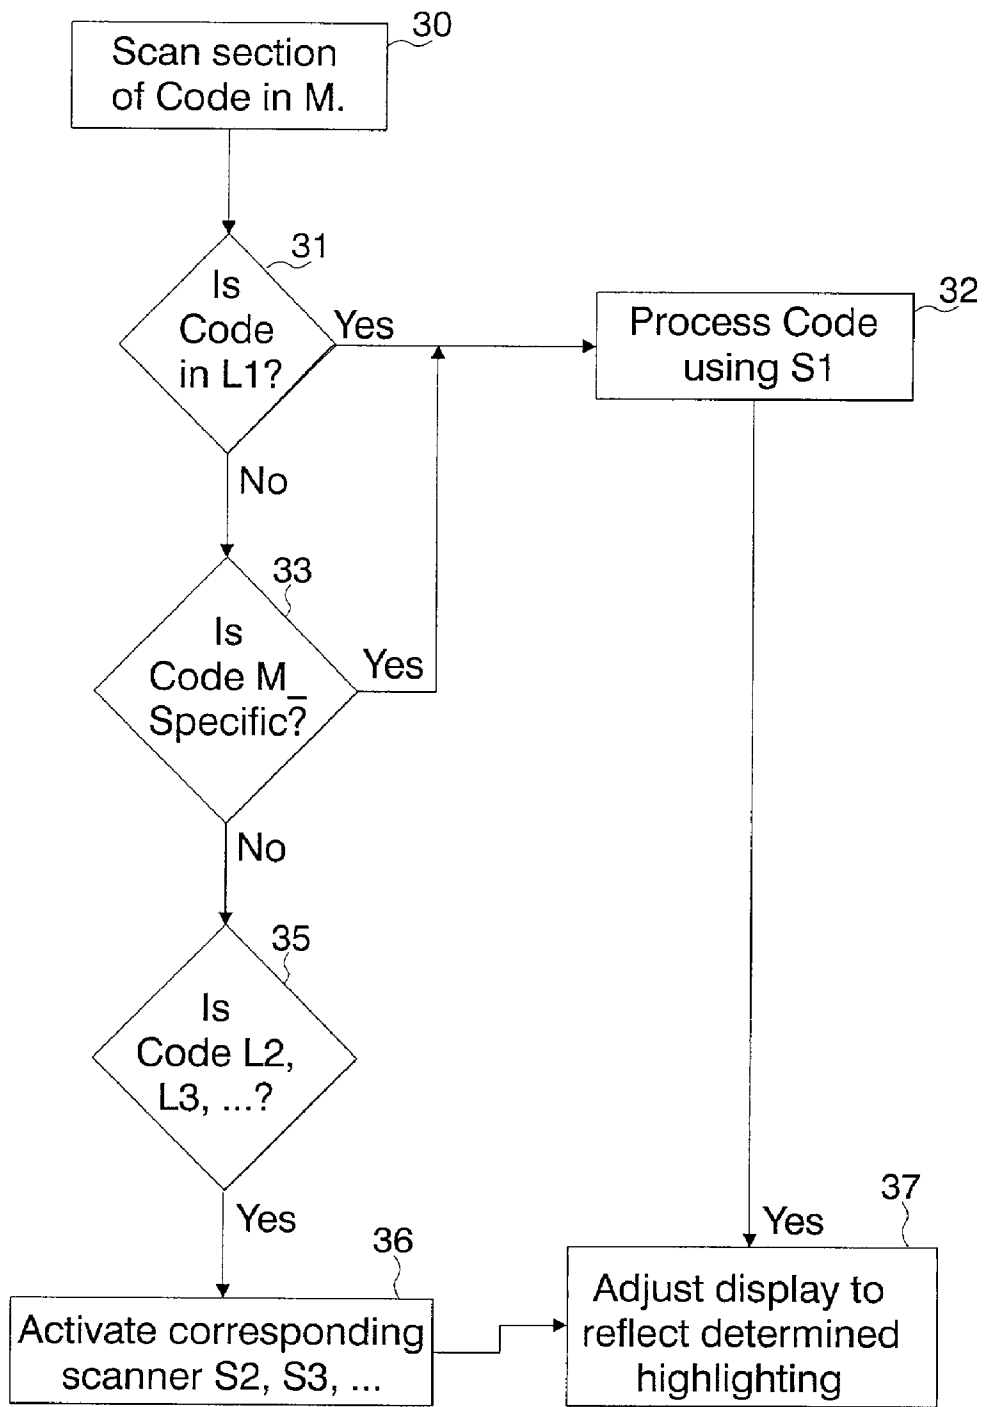 30
Scan section
of Code in M.
31
Is
Code
in L1?
Yes
32
Process Code
using S1
No
33
Is
Code M_
Specific?
Yes
No
35
Is
Code L2,
L3, ...?
Yes
36
Activate corresponding
scanner S2, S3, ...
Yes
37
Adjust display to
reflect determined
highlighting